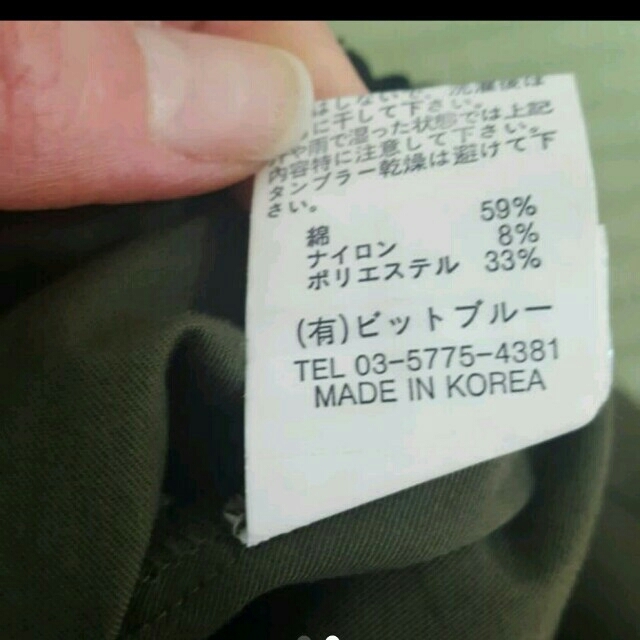 はしない 洗濯後は
に干して下さい。
や雨で湿った状態では上記
内容特に注意して下さい。
タンブラー乾燥は避けて下
さい。
綿 59%
ナイロン 8%
ポリエステル 33%
(有)ビットブルー
TEL 03-5775-4381
MADE IN KOREA